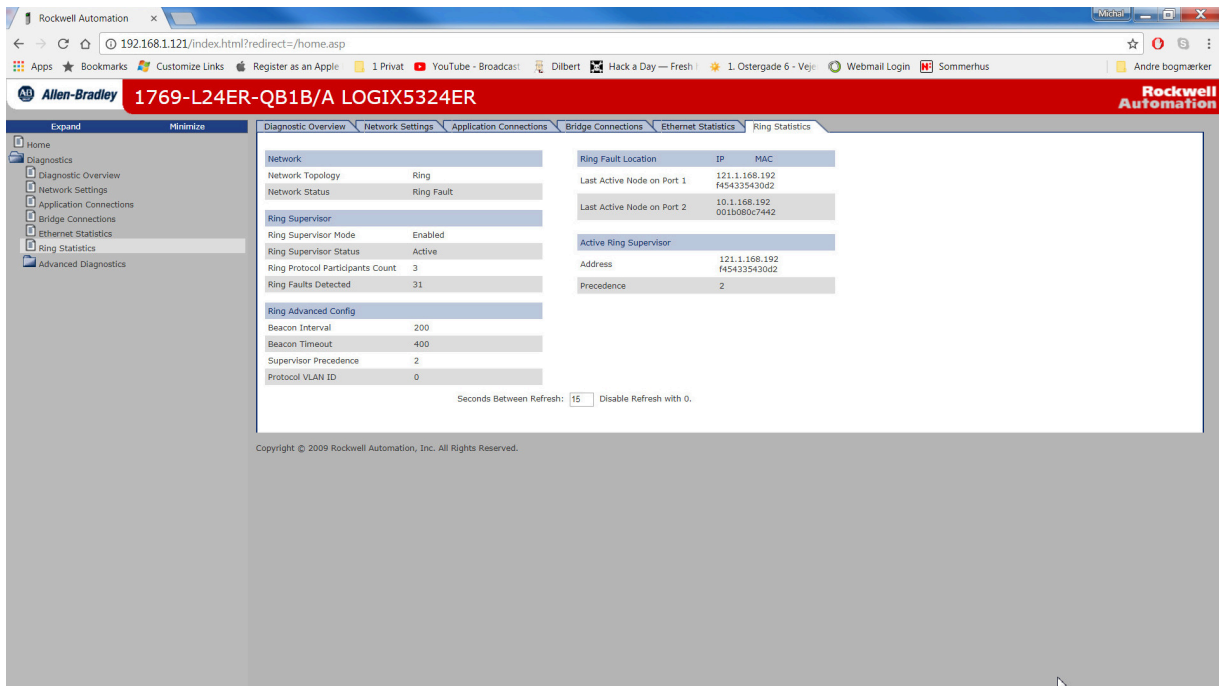 Rockwell Automation
Michal
192.168.1.121/index.html?redirect=/home.asp
Apps Bookmarks Customize Links Register as an Apple 1 Privat YouTube - Broadcast Dilbert Hack a Day — Fresh 1. Ostergade 6 - Veje Webmail Login Sommerhus Andre bogmærker
AB Allen-Bradley 1769-L24ER-QB1B/A LOGIX5324ER Rockwell Automation
Expand Minimize
Home
Diagnostics
Diagnostic Overview
Network Settings
Application Connections
Bridge Connections
Ethernet Statistics
Ring Statistics
Advanced Diagnostics
Diagnostic Overview Network Settings Application Connections Bridge Connections Ethernet Statistics Ring Statistics
Network
Network Topology Ring
Network Status Ring Fault
Ring Supervisor
Ring Supervisor Mode Enabled
Ring Supervisor Status Active
Ring Protocol Participants Count 3
Ring Faults Detected 31
Ring Advanced Config
Beacon Interval 200
Beacon Timeout 400
Supervisor Precedence 2
Protocol VLAN ID 0
Ring Fault Location IP MAC
Last Active Node on Port 1 121.1.168.192
f454335430d2
Last Active Node on Port 2 10.1.168.192
001b080c7442
Active Ring Supervisor
Address 121.1.168.192
f454335430d2
Precedence 2
Seconds Between Refresh: 15 Disable Refresh with 0.
Copyright © 2009 Rockwell Automation, Inc. All Rights Reserved.